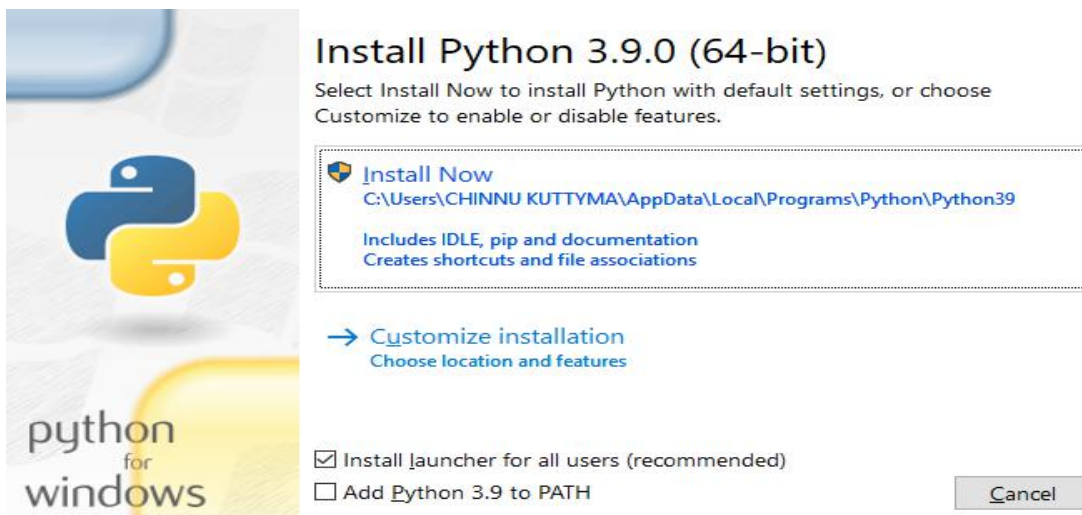 Install Python 3.9.0 (64-bit)
Select Install Now to install Python with default settings, or choose
Customize to enable or disable features.
Install Now
C:\Users\CHINNU KUTTYMA\AppData\Local\Programs\Python\Python39
Includes IDLE, pip and documentation
Creates shortcuts and file associations
Customize installation
Choose location and features
python
for
windows
Install launcher for all users (recommended)
Add Python 3.9 to PATH
Cancel